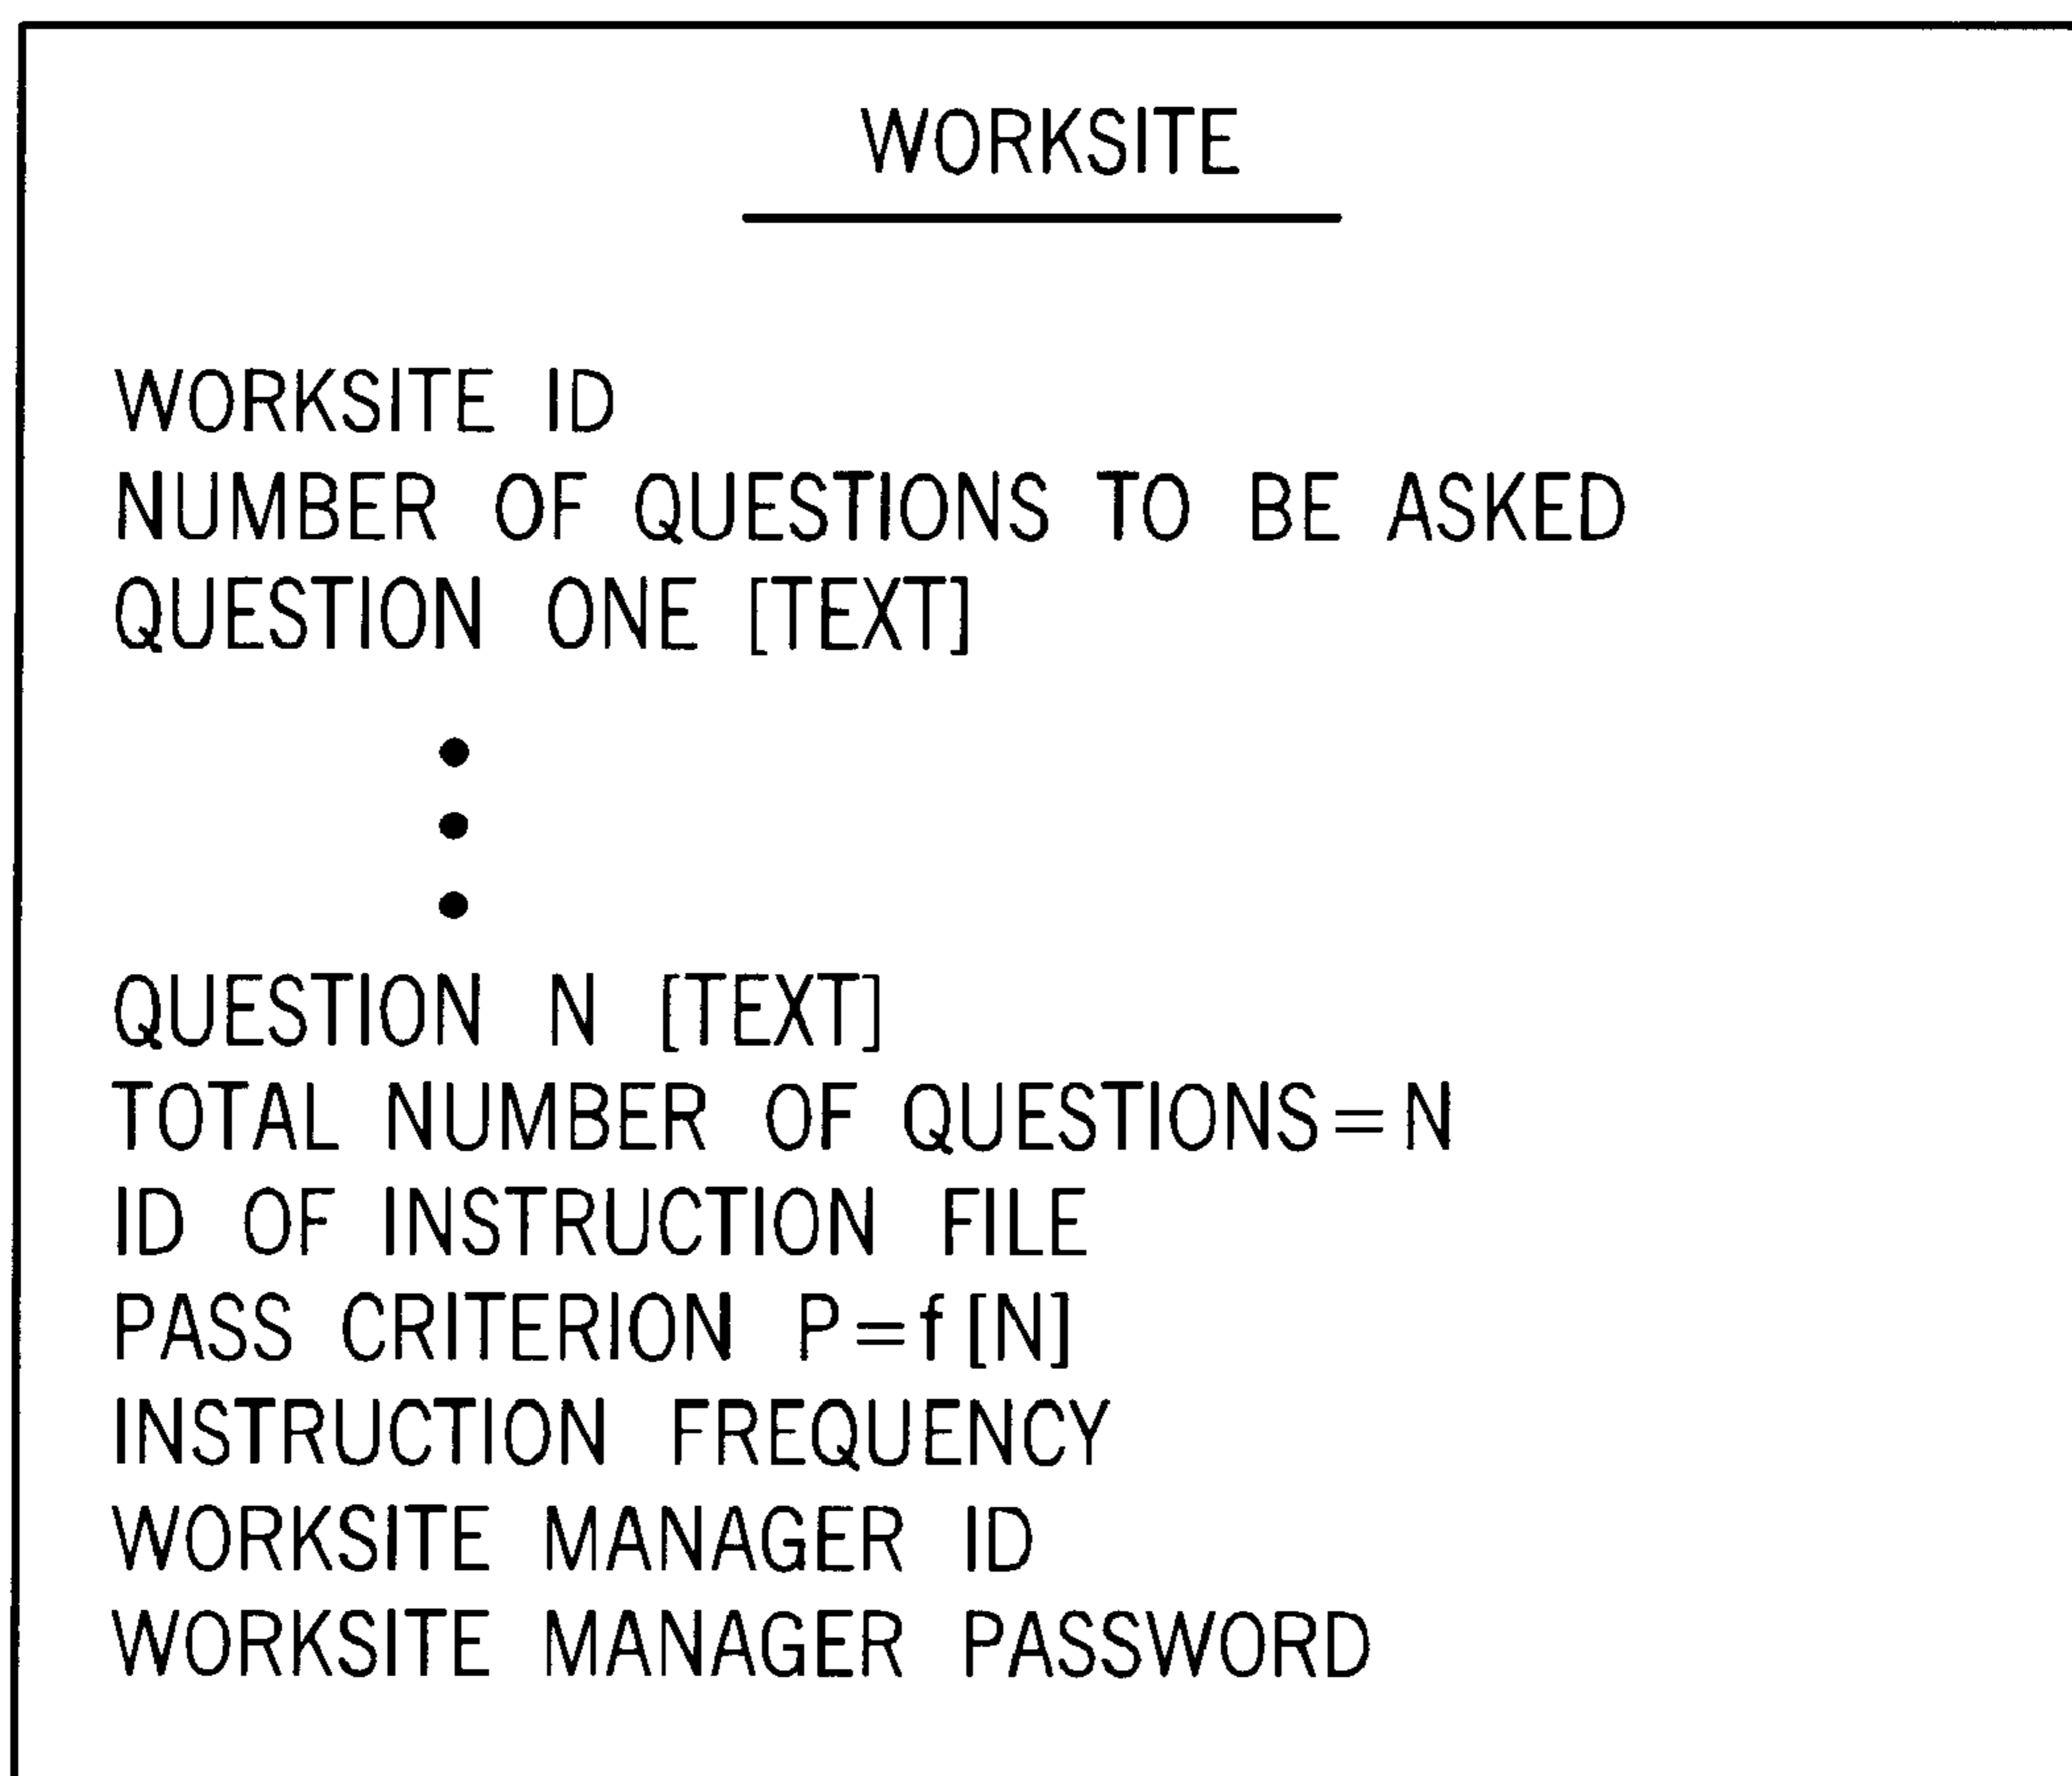 WORKSITE
WORKSITE ID
NUMBER OF QUESTIONS TO BE ASKED
QUESTION ONE [TEXT]
QUESTION N [TEXT]
TOTAL NUMBER OF QUESTIONS=N
ID OF INSTRUCTION FILE
PASS CRITERION P=f[N]
INSTRUCTION FREQUENCY
WORKSITE MANAGER ID
WORKSITE MANAGER PASSWORD